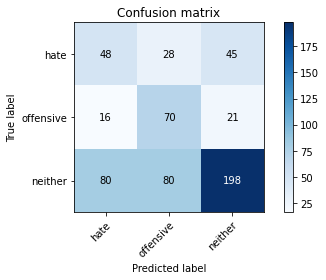 Confusion matrix
True label
hate 48 28 45
offensive 16 70 21
neither 80 80 198
hate offensive neither
Predicted label
175
150
125
100
75
50
25